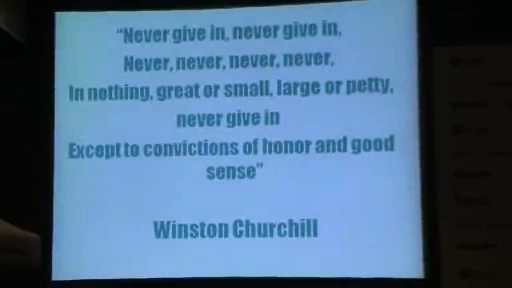 "Never give in, never give in,
Never, never, never, never,
In nothing, great or small, large or petty,
never give in
Except to convictions of honor and good
sense"
Winston Churchill